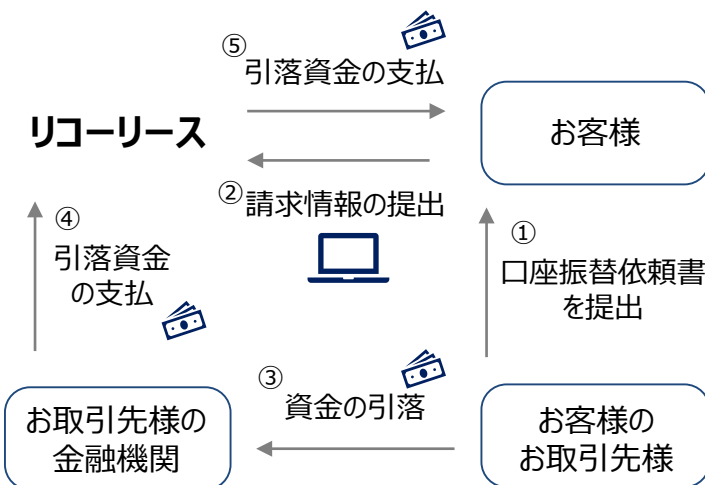 ⑤
引落資金の支払
リコーリース
お客様
②
請求情報の提出
④
引落資金
の支払
①
口座振替依頼書
を提出
③
資金の引落
お取引先様の
金融機関
お客様の
お取引先様